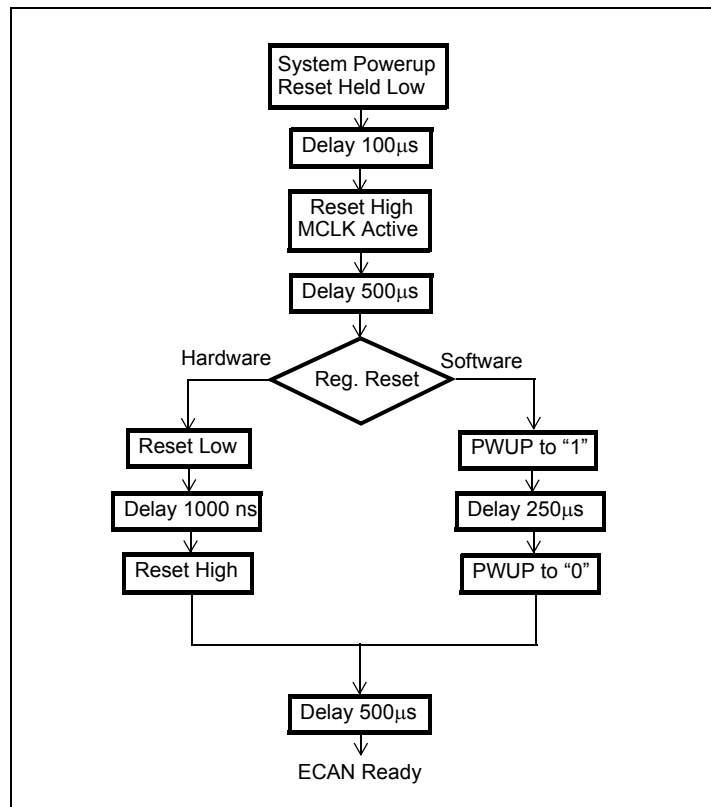 System Powerup
Reset Held Low
Delay 100μs
Reset High
MCLK Active
Delay 500μs
Hardware
Software
Reg. Reset
Reset Low
PWUP to “1”
Delay 1000 ns
Delay 250μs
Reset High
PWUP to “0”
Delay 500μs
ECAN Ready